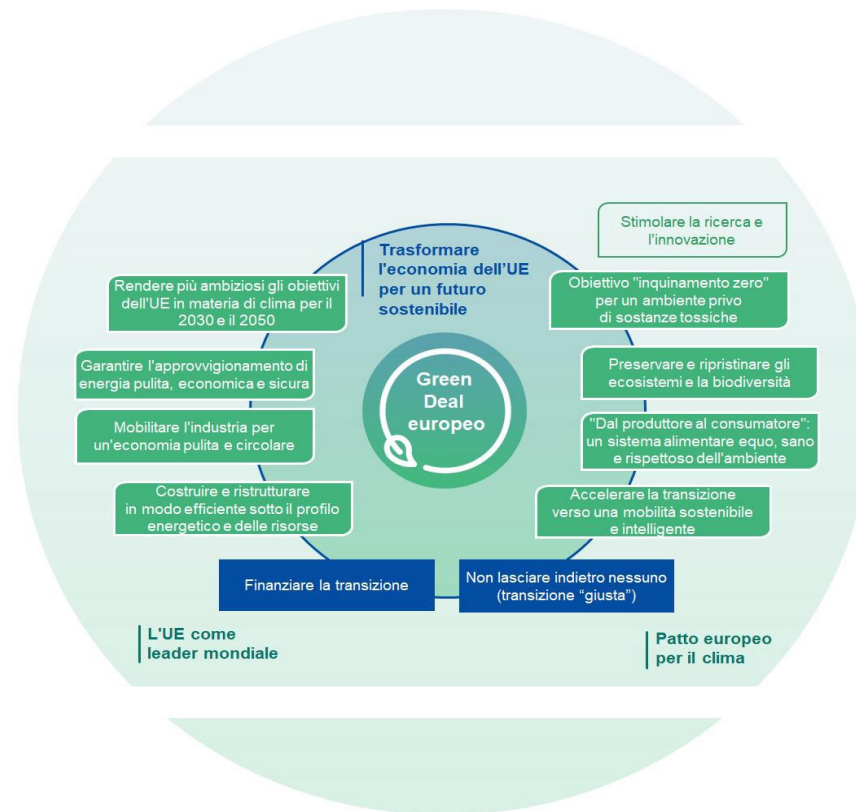 Stimolare la ricerca e
l'innovazione
Trasformare
l'economia dell'UE
per un futuro
sostenibile
Rendere più ambiziosi gli obiettivi
dell'UE in materia di clima per il
2030 e il 2050
Obiettivo "inquinamento zero"
per un ambiente privo
di sostanze tossiche
Garantire l'approvvigionamento di
energia pulita, economica e sicura
Green
Deal
europeo
Preservare e ripristinare gli
ecosistemi e la biodiversità
Mobilitare l'industria per
un'economia pulita e circolare
"Dal produttore al consumatore":
un sistema alimentare equo, sano
e rispettoso dell'ambiente
Costruire e ristrutturare
in modo efficiente sotto il profilo
energetico e delle risorse
Accelerare la transizione
verso una mobilità sostenibile
e intelligente
Finanziare la transizione
Non lasciare indietro nessuno
(transizione “giusta”)
L'UE come
leader mondiale
Patto europeo
per il clima